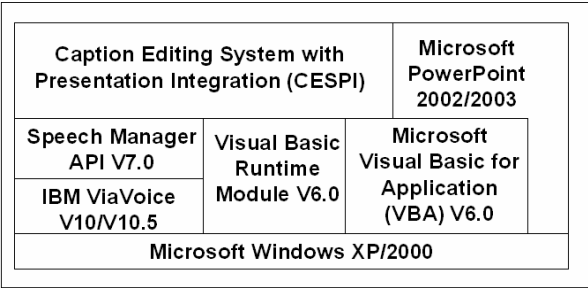 Caption Editing System with
Presentation Integration (CESPI)
Microsoft
PowerPoint
2002/2003
Speech Manager
API V7.0
IBM ViaVoice
V10/V10.5
Visual Basic
Runtime
Module V6.0
Microsoft
Visual Basic for
Application
(VBA) V6.0
Microsoft Windows XP/2000